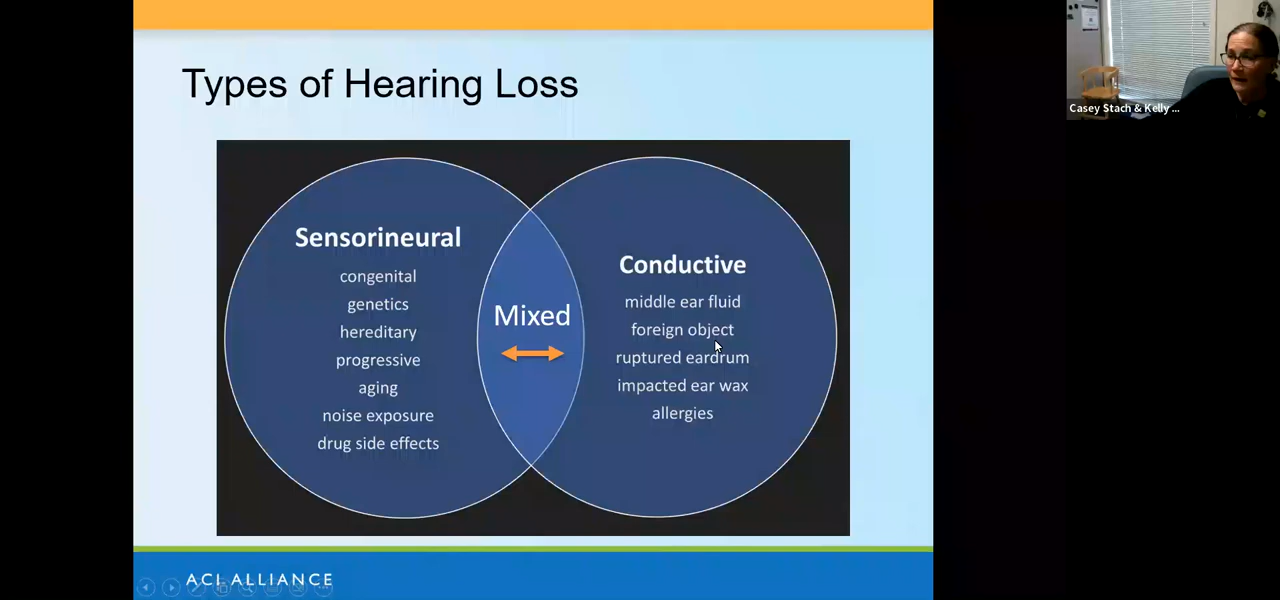 Types of Hearing Loss
Sensorineural
congenital
genetics
hereditary
progressive
aging
noise exposure
drug side effects
Mixed
Conductive
middle ear fluid
foreign object
ruptured eardrum
impacted ear wax
allergies
ACI ALLIANCE
Casey Stach & Kelly ...